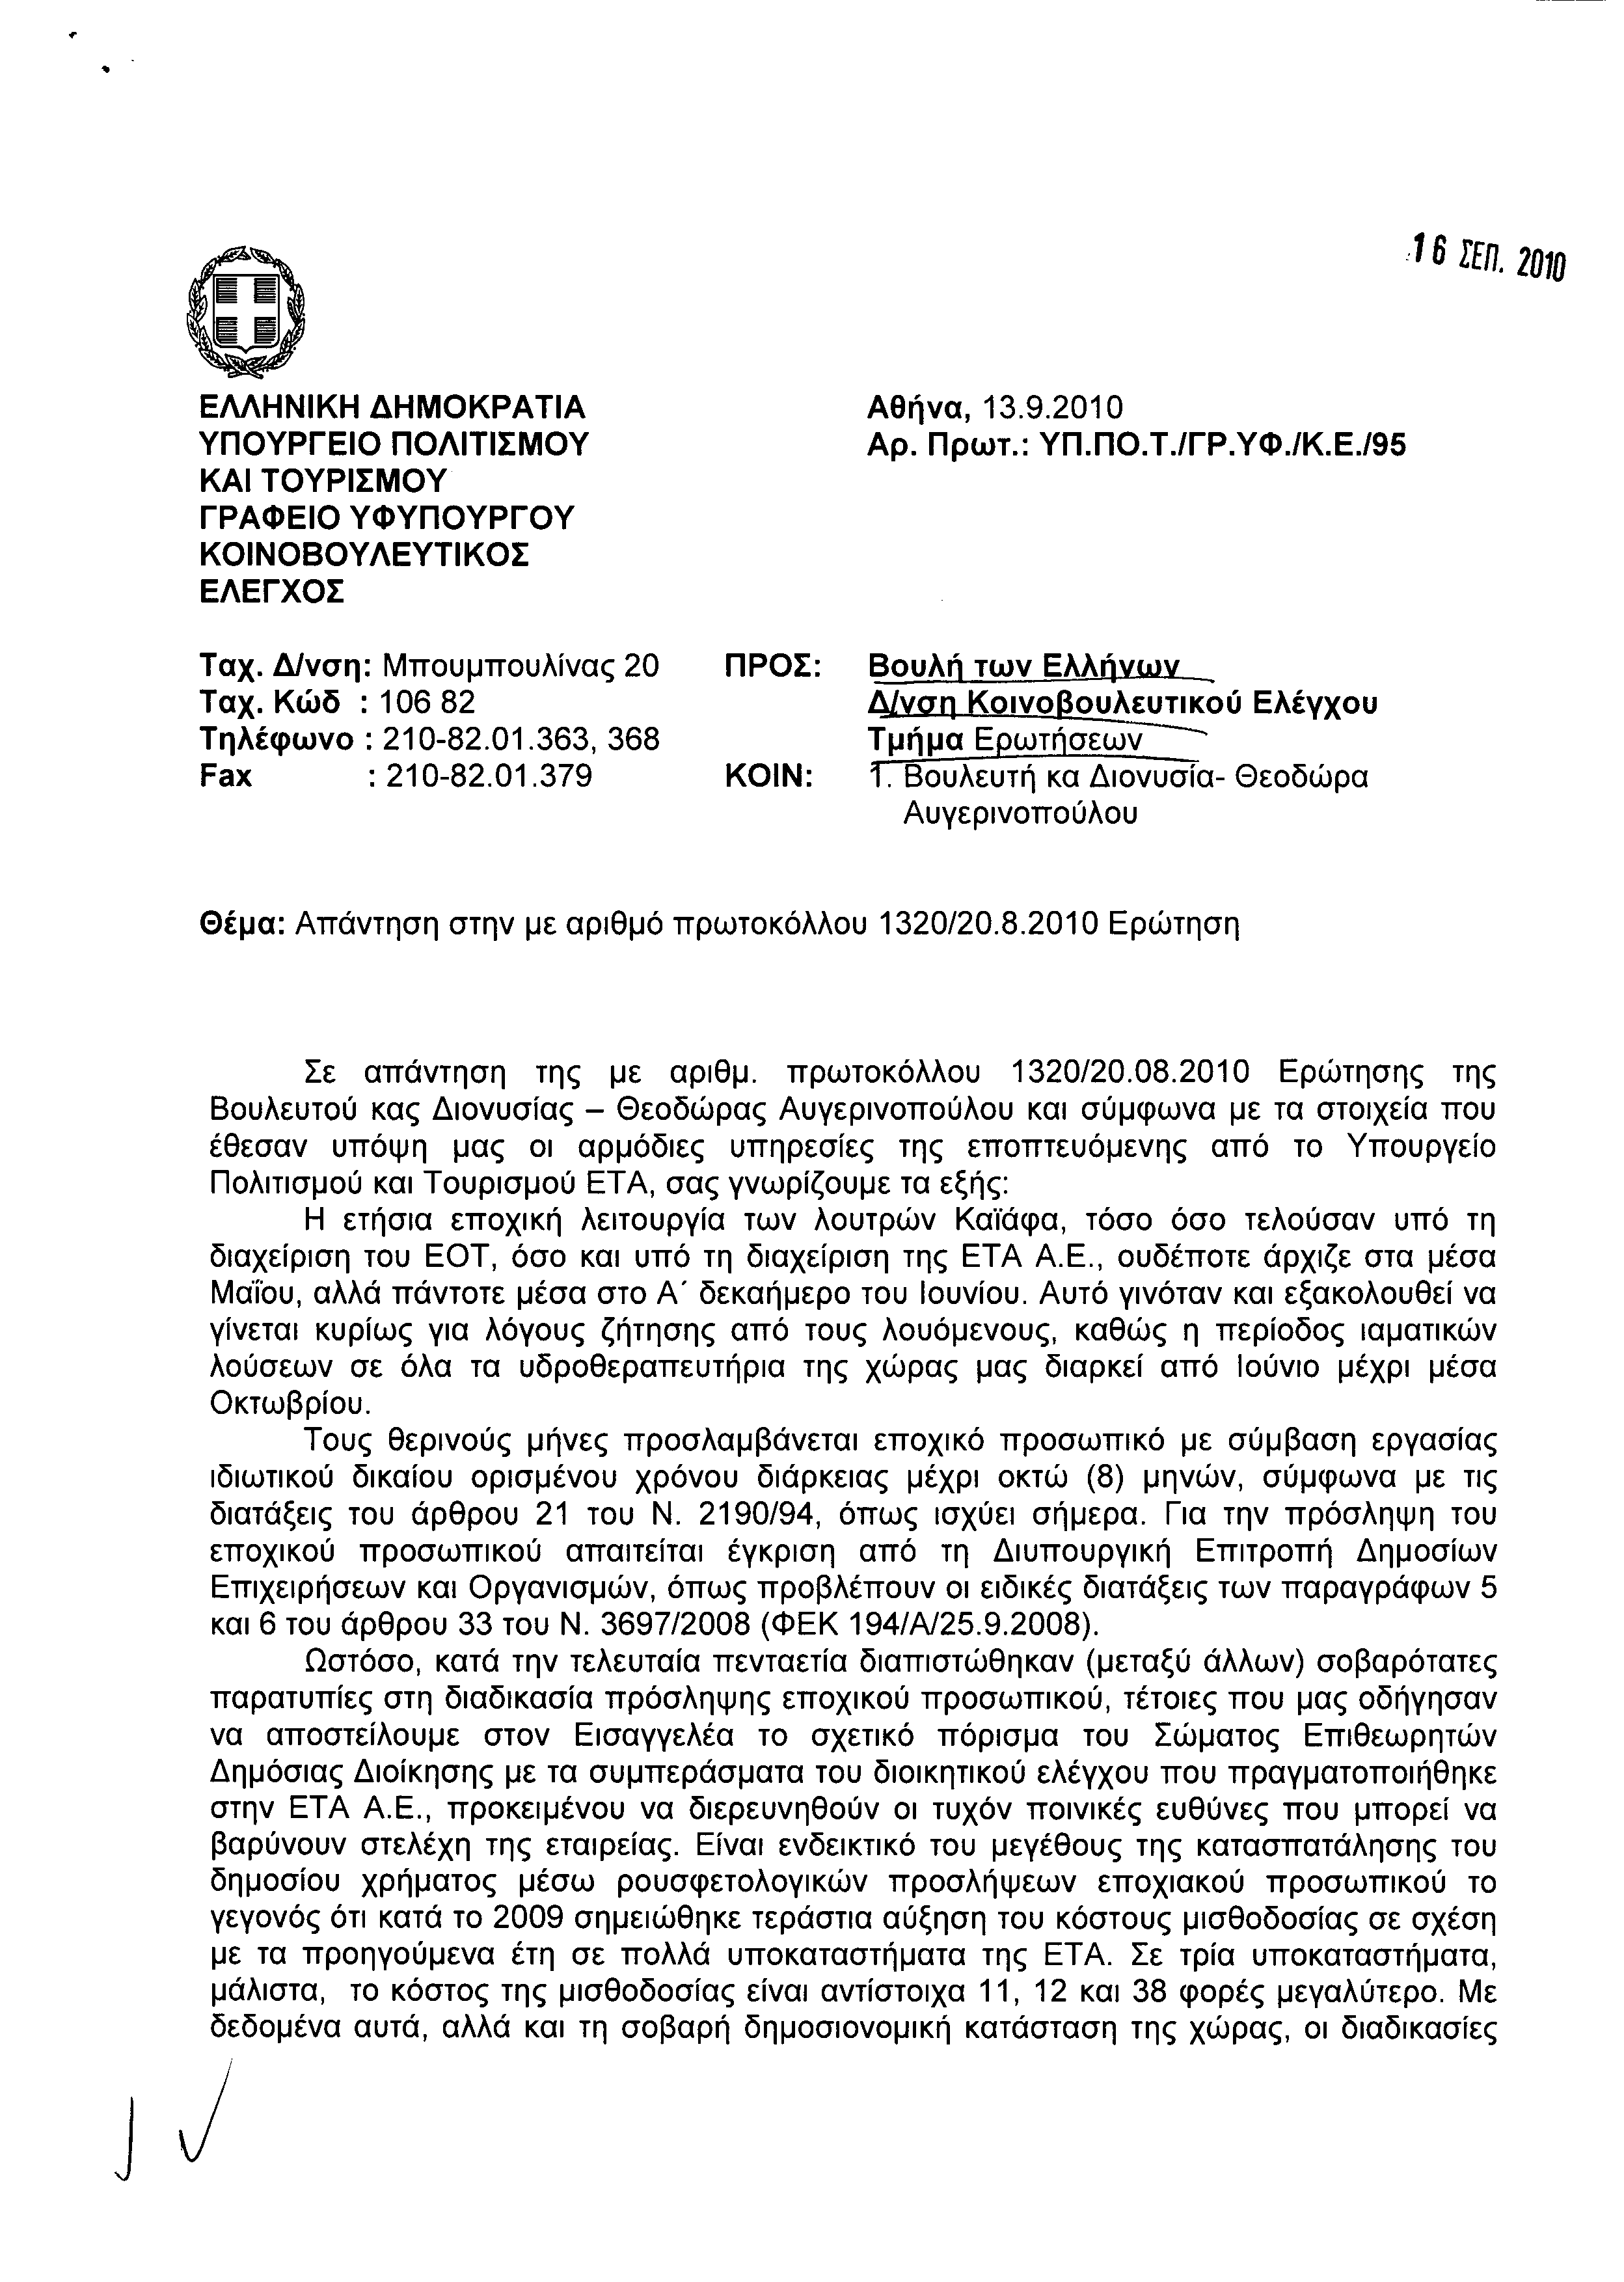 16 ΣΕΠ. 2010
ΕΛΛΗΝΙΚΗ ΔΗΜΟΚΡΑΤΙΑ
ΥΠΟΥΡΓΕΙΟ ΠΟΛΙΤΙΣΜΟΥ
ΚΑΙ ΤΟΥΡΙΣΜΟΥ
ΓΡΑΦΕΙΟ ΥΦΥΠΟΥΡΓΟΥ
ΚΟΙΝΟΒΟΥΛΕΥΤΙΚΟΣ
ΕΛΕΓΧΟΣ
Αθήνα, 13.9.2010
Αρ. Πρωτ.: ΥΠ.ΠΟ.Τ./ΓΡ.ΥΦ./Κ.Ε./95
Ταχ. Δ/νση: Μπουμπουλίνας 20
Ταχ. Κώδ : 106 82
Τηλέφωνο : 210-82.01.363, 368
Fax : 210-82.01.379
ΠΡΟΣ: Βουλή των Ελλήνων
Δ/νση Κοινοβουλευτικού Ελέγχου
Τμήμα Ερωτήσεων
ΚΟΙΝ: 1. Βουλευτή κα Διονυσία- Θεοδώρα
Αυγερινοπούλου
Θέμα: Απάντηση στην με αριθμό πρωτοκόλλου 1320/20.8.2010 Ερώτηση
Σε απάντηση της με αριθμ. πρωτοκόλλου 1320/20.08.2010 Ερώτησης της
Βουλευτού κας Διονυσίας – Θεοδώρας Αυγερινοπούλου και σύμφωνα με τα στοιχεία που
έθεσαν υπόψη μας οι αρμόδιες υπηρεσίες της εποπτευόμενης από το Υπουργείο
Πολιτισμού και Τουρισμού ΕΤΑ, σας γνωρίζουμε τα εξής:
Η ετήσια εποχική λειτουργία των λουτρών Καϊάφα, τόσο όσο τελούσαν υπό τη
διαχείριση του ΕΟΤ, όσο και υπό τη διαχείριση της ΕΤΑ Α.Ε., ουδέποτε άρχιζε στα μέσα
Μαΐου, αλλά πάντοτε μέσα στο Α΄ δεκαήμερο του Ιουνίου. Αυτό γινόταν και εξακολουθεί να
γίνεται κυρίως για λόγους ζήτησης από τους λουόμενους, καθώς η περίοδος ιαματικών
λούσεων σε όλα τα υδροθεραπευτήρια της χώρας μας διαρκεί από Ιούνιο μέχρι μέσα
Οκτωβρίου.
Τους θερινούς μήνες προσλαμβάνεται εποχικό προσωπικό με σύμβαση εργασίας
ιδιωτικού δικαίου ορισμένου χρόνου διάρκειας μέχρι οκτώ (8) μηνών, σύμφωνα με τις
διατάξεις του άρθρου 21 του Ν. 2190/94, όπως ισχύει σήμερα. Για την πρόσληψη του
εποχικού προσωπικού απαιτείται έγκριση από τη Διυπουργική Επιτροπή Δημοσίων
Επιχειρήσεων και Οργανισμών, όπως προβλέπουν οι ειδικές διατάξεις των παραγράφων 5
και 6 του άρθρου 33 του Ν. 3697/2008 (ΦΕΚ 194/Α/25.9.2008).
Ωστόσο, κατά την τελευταία πενταετία διαπιστώθηκαν (μεταξύ άλλων) σοβαρότατες
παρατυπίες στη διαδικασία πρόσληψης εποχικού προσωπικού, τέτοιες που μας οδήγησαν
να αποστείλουμε στον Εισαγγελέα το σχετικό πόρισμα του Σώματος Επιθεωρητών
Δημόσιας Διοίκησης με τα συμπεράσματα του διοικητικού ελέγχου που πραγματοποιήθηκε
στην ΕΤΑ Α.Ε., προκειμένου να διερευνηθούν οι τυχόν ποινικές ευθύνες που μπορεί να
βαρύνουν στελέχη της εταιρείας. Είναι ενδεικτικό του μεγέθους της κατασπατάλησης του
δημοσίου χρήματος μέσω ρουσφετολογικών προσλήψεων εποχιακού προσωπικού το
γεγονός ότι κατά το 2009 σημειώθηκε τεράστια αύξηση του κόστους μισθοδοσίας σε σχέση
με τα προηγούμενα έτη σε πολλά υποκαταστήματα της ΕΤΑ. Σε τρία υποκαταστήματα,
μάλιστα, το κόστος της μισθοδοσίας είναι αντίστοιχα 11, 12 και 38 φορές μεγαλύτερο. Με
δεδομένα αυτά, αλλά και τη σοβαρή δημοσιονομική κατάσταση της χώρας, οι διαδικασίες